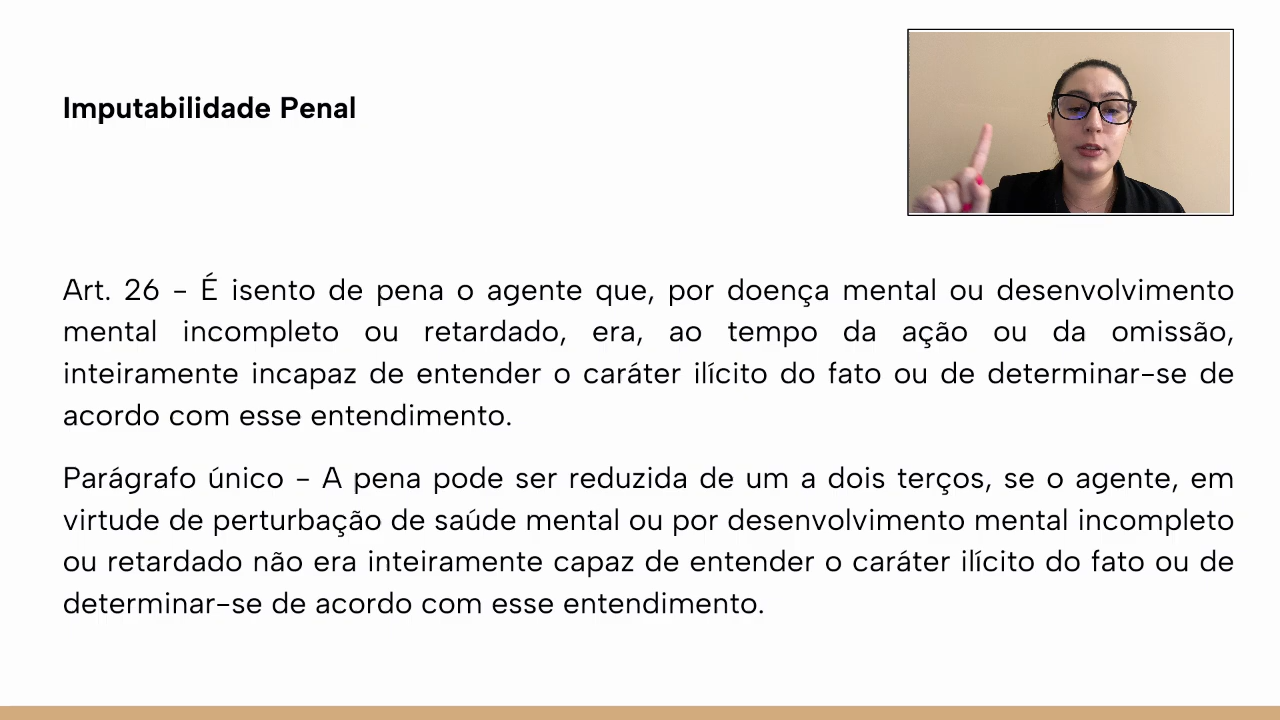 Imputabilidade Penal
Art. 26 – É isento de pena o agente que, por doença mental ou desenvolvimento
mental incompleto ou retardado, era, ao tempo da ação ou da omissão,
inteiramente incapaz de entender o caráter ilícito do fato ou de determinar-se de
acordo com esse entendimento.
Parágrafo único – A pena pode ser reduzida de um a dois terços, se o agente, em
virtude de perturbação de saúde mental ou por desenvolvimento mental incompleto
ou retardado não era inteiramente capaz de entender o caráter ilícito do fato ou de
determinar-se de acordo com esse entendimento.